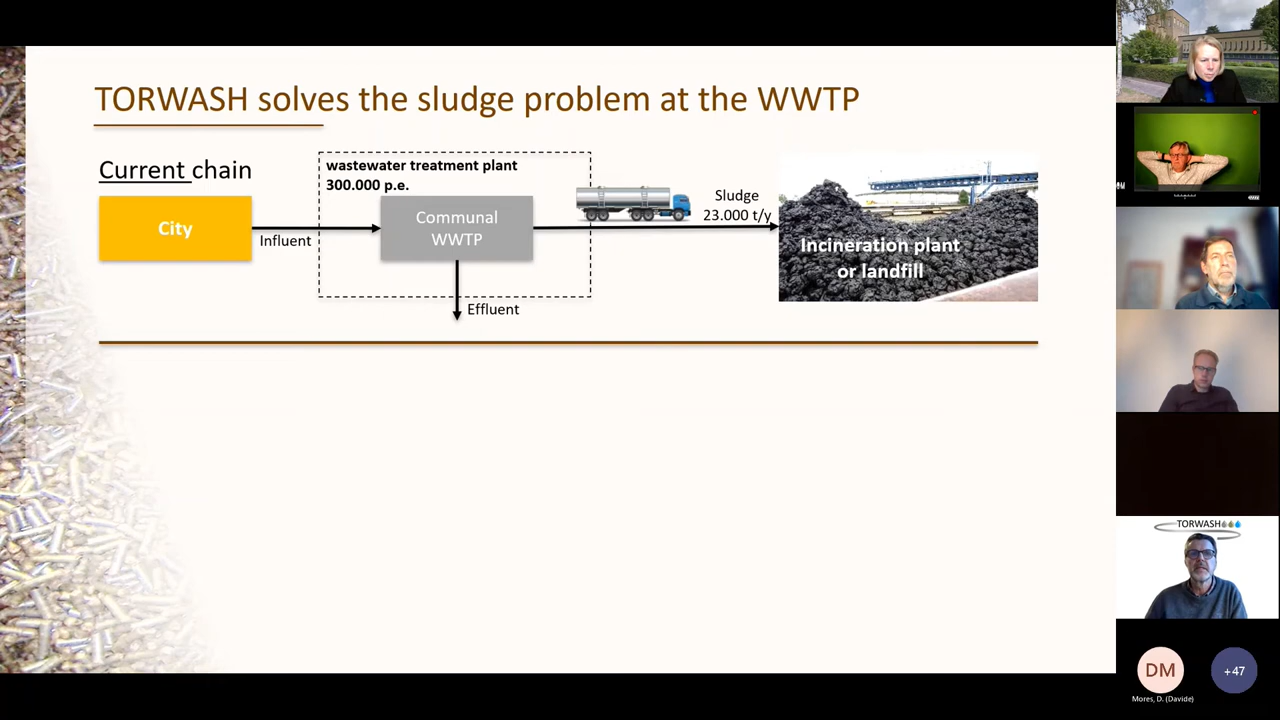 TORWASH solves the sludge problem at the WWTP
Current chain
wastewater treatment plant
300.000 p.e.
City
Influent
Communal
WWTP
Effluent
Sludge
23.000 t/y
Incineration plant
or landfill
TORWASH
DM
Mores, D. (Davide)
+47